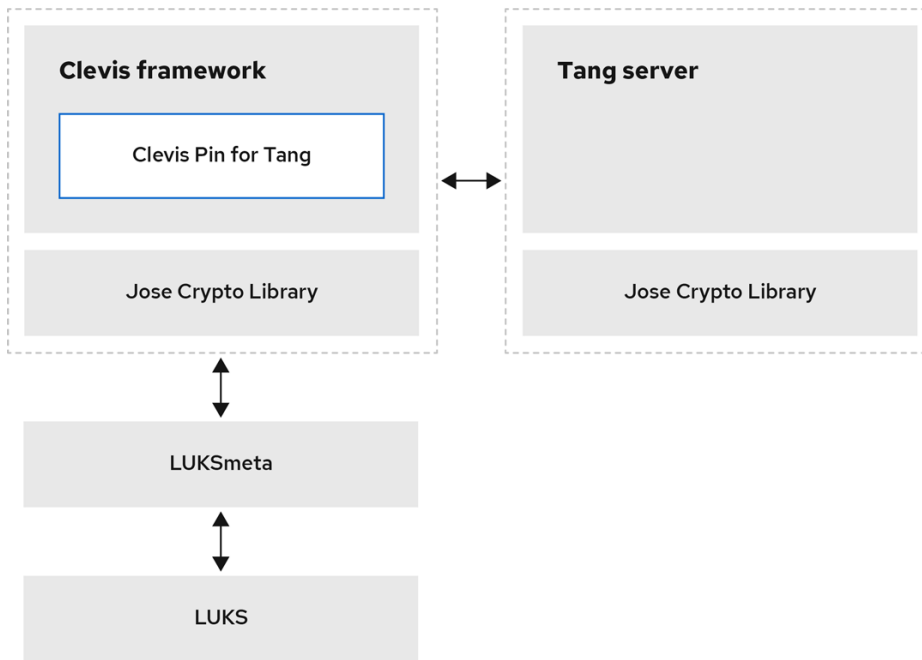 Clevis framework
Clevis Pin for Tang
Jose Crypto Library
Tang server
Jose Crypto Library
LUKSmeta
LUKS